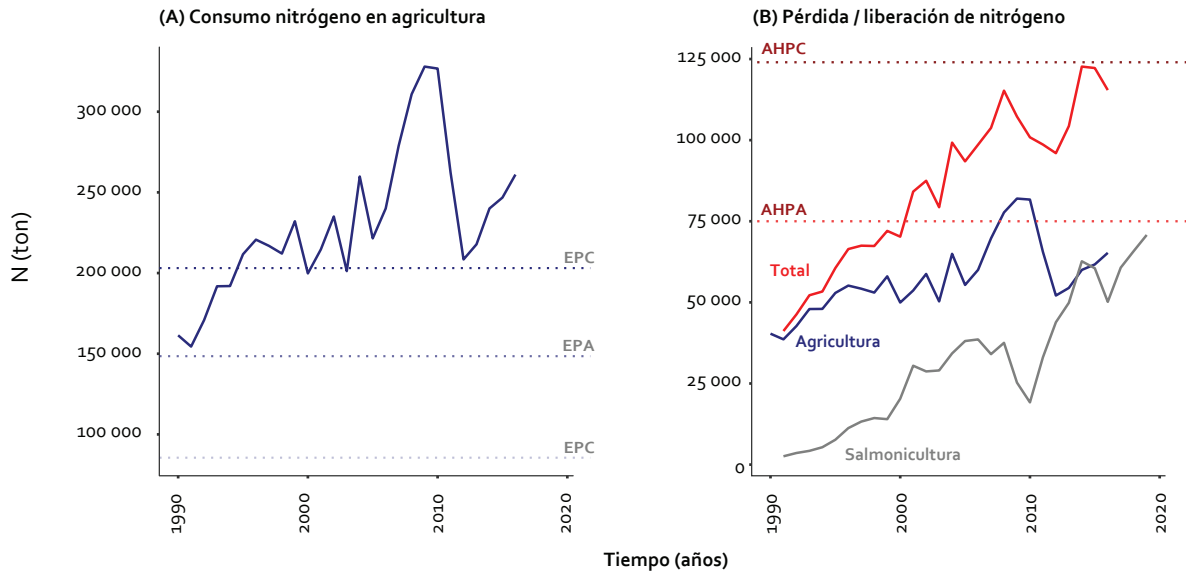 (A) Consumo nitrógeno en agricultura
N (ton)
300 000
250 000
200 000
150 000
100 000
EPC
EPA
EPC
1990
2000
2010
2020
(B) Pérdida / liberación de nitrógeno
AHPC
125 000
100 000
AHPA
75 000
Total
50 000
Agricultura
25 000
Salmonicultura
0
1990
2000
2010
2020
Tiempo (años)